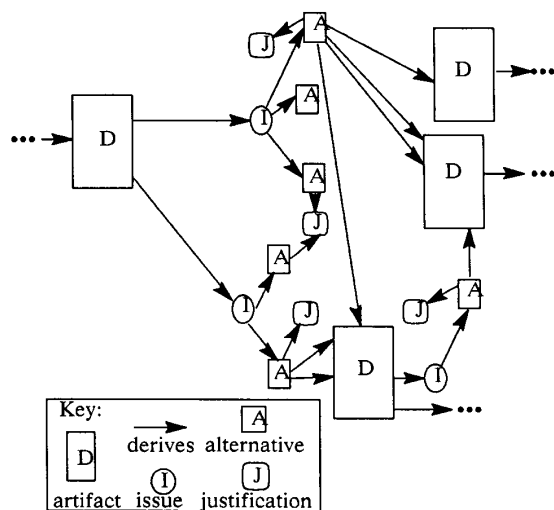 A
J
D
•••
D
I
A
D
•••
•••
A
J
A
A
J
I
J
A
D
I
•••
Key:
A
D
derives alternative
I
J
artifact issue justification